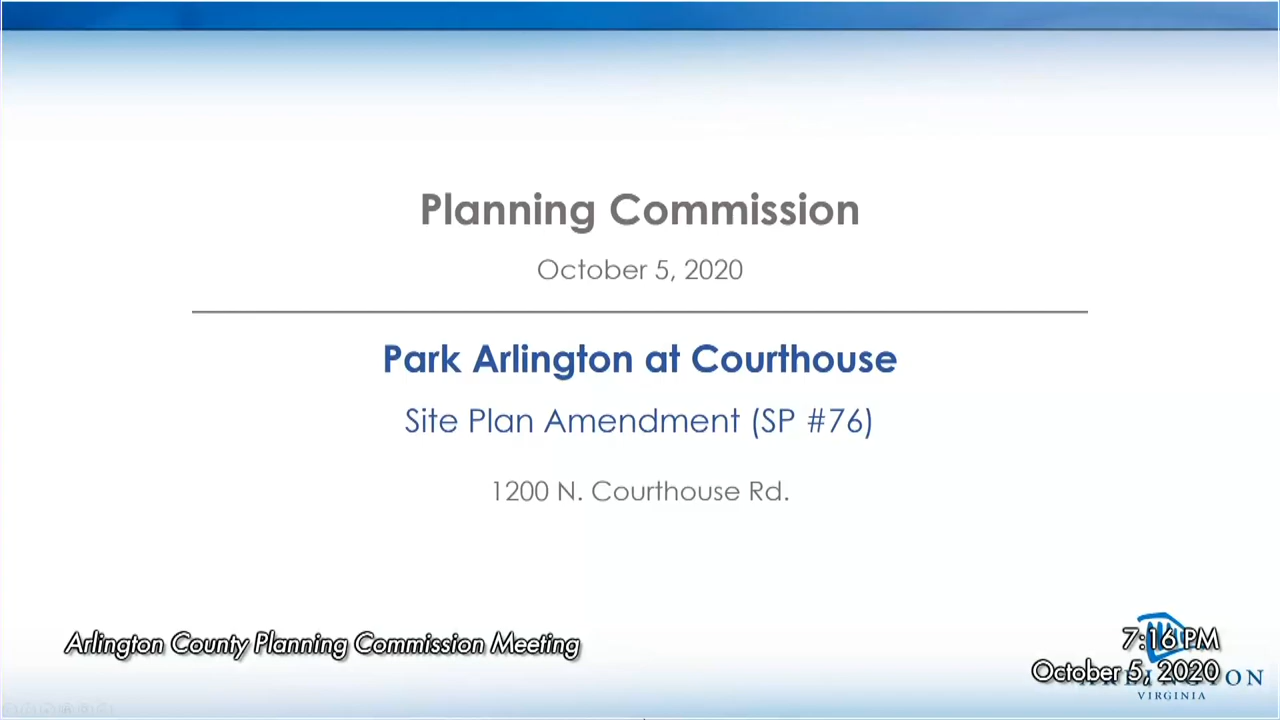 Planning Commission
October 5, 2020
Park Arlington at Courthouse
Site Plan Amendment (SP #76)
1200 N. Courthouse Rd.
Arlington County Planning Commission Meeting
7:16 PM
October 5, 2020
ARLINGTON
VIRGINIA